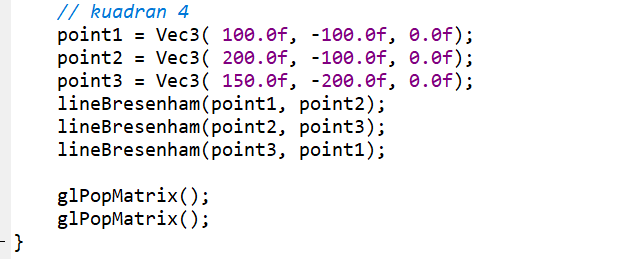 // kuadran 4
point1 = Vec3( 100.0f, -100.0f, 0.0f);
point2 = Vec3( 200.0f, -100.0f, 0.0f);
point3 = Vec3( 150.0f, -200.0f, 0.0f);
lineBresenham(point1, point2);
lineBresenham(point2, point3);
lineBresenham(point3, point1);
glPopMatrix();
glPopMatrix();
}